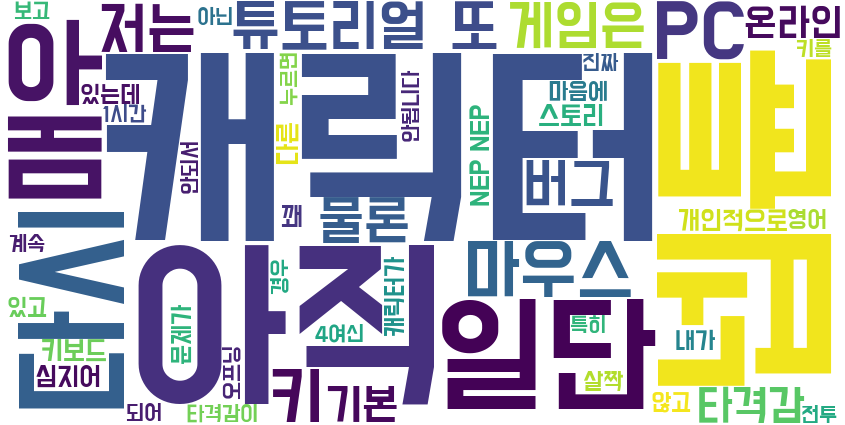 보고
저는
아닌
튜토리얼
또
게임은
PC
온라인
키를
있는데
1시간
캐릭터
누르면
다른
안됩니다
진짜
마음에
스토리
안되서
NEP NEP
버그
꽤
물론
개인적으로
영어
계속
아직
경우
캐릭터가
마우스
있고
문제가
4여신
일단
특히
내가
키보드
심지어
오프닝
키
기본
살짝
않고
타격감
되어
타격감이
전투